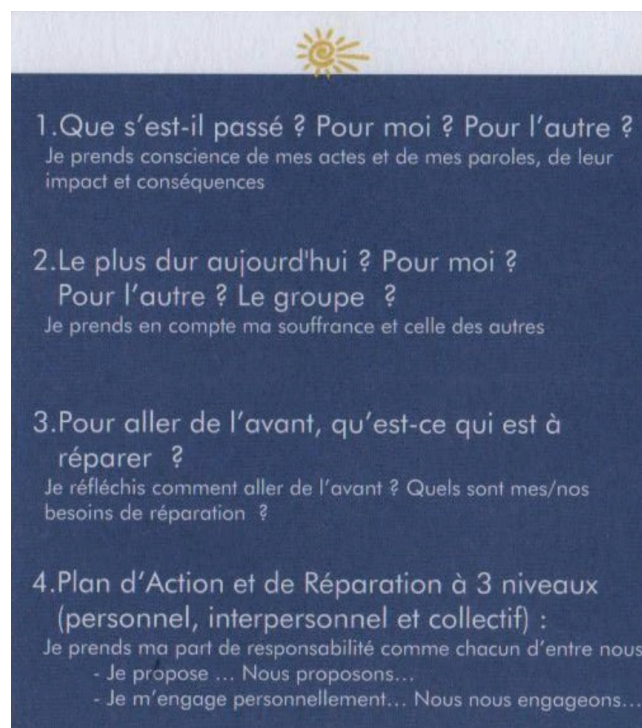 1.Que s’est-il passé ? Pour moi ? Pour l’autre ?
Je prends conscience de mes actes et de mes paroles, de leur
impact et conséquences
2.Le plus dur aujourd'hui ? Pour moi ?
Pour l’autre ? Le groupe ?
Je prends en compte ma souffrance et celle des autres
3.Pour aller de l’avant, qu’est-ce qui est à
réparer ?
Je réfléchis comment aller de l’avant ? Quels sont mes/nos
besoins de réparation ?
4.Plan d’Action et de Réparation à 3 niveaux
(personnel, interpersonnel et collectif) :
Je prends ma part de responsabilité comme chacun d’entre nous
- Je propose ... Nous proposons...
- Je m’engage personnellement... Nous nous engageons...